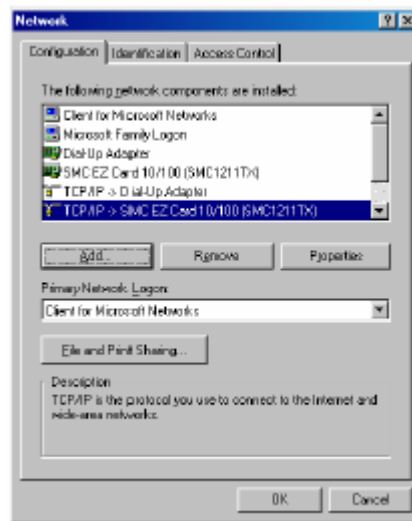 Network
Configuration Identification Access Control
The following network components are installed:
Client for Microsoft Networks
Microsoft Family Logon
Dial-Up Adapter
SMC EZ Card 10/100 (SMC1211TX)
TCP/IP -> Dial-Up Adapter
TCP/IP -> SMC EZ Card 10/100 (SMC1211TX)
Add... Remove Properties
Primary Network Logon:
Client for Microsoft Networks
File and Print Sharing...
Description
TCP/IP is the protocol you use to connect to the Internet and
wide-area networks.
OK Cancel